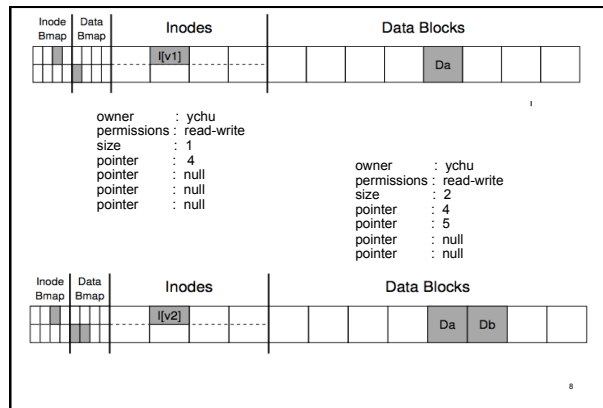 Inode Data Inodes Data Blocks
Bmap Bmap
I[v1] Da
I
owner : ychu
permissions : read-write
size : 1
pointer : 4
pointer : null
pointer : null
pointer : null
owner : ychu
permissions : read-write
size : 2
pointer : 4
pointer : 5
pointer : null
pointer : null
Inode Data Inodes Data Blocks
Bmap Bmap
I[v2] Da Db
8